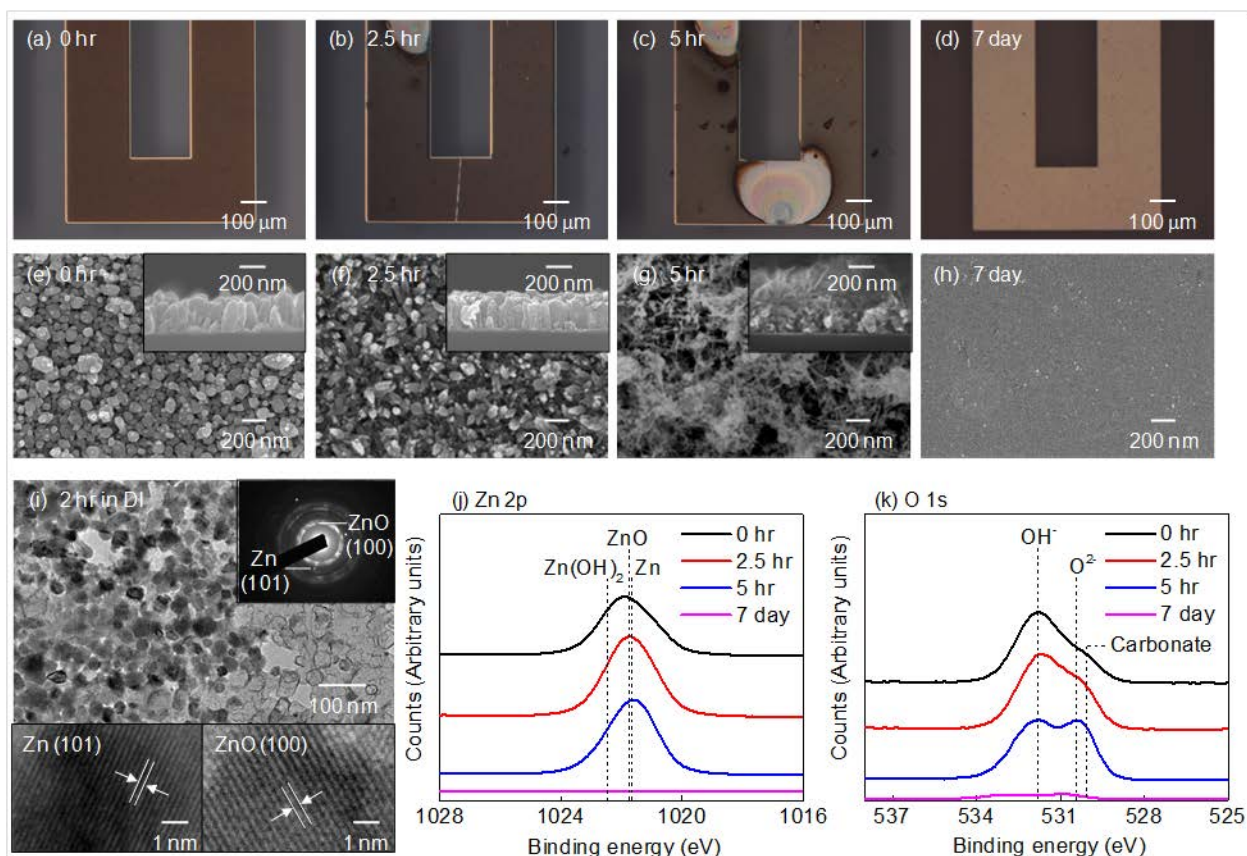 (a) 0 hr
100 μm
(b) 2.5 hr
100 μm
(c) 5 hr
100 μm
(d) 7 day
100 μm
(e) 0 hr
200 nm
200 nm
(f) 2.5 hr
200 nm
200 nm
(g) 5 hr
200 nm
200 nm
(h) 7 day
200 nm
(i) 2 hr in DI
ZnO
(100)
Zn
(101)
100 nm
Zn (101)
1 nm
ZnO (100)
1 nm
(j) Zn 2p
0 hr
2.5 hr
5 hr
7 day
ZnO
Zn(OH)2
Zn
Counts (Arbitrary units)
1028
1024
1020
1016
Binding energy (eV)
(k) O 1s
0 hr
2.5 hr
5 hr
7 day
OH-
O2-
Carbonate
Counts (Arbitrary units)
537
534
531
528
525
Binding energy (eV)